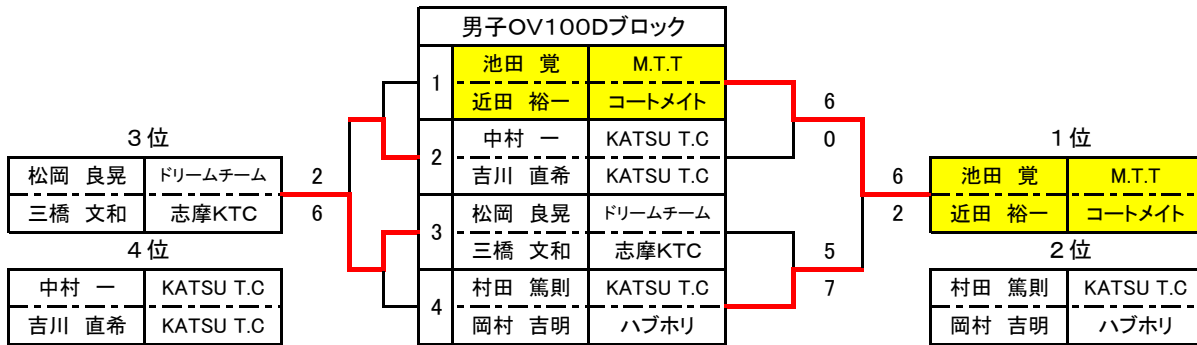 男子OV100Dブロック
1 池田 覚 M.T.T
近田 裕一 コートメイト
2 中村 一 KATSU T.C
吉川 直希 KATSU T.C
3 松岡 良晃 ドリームチーム
三橋 文和 志摩KTC
4 村田 篤則 KATSU T.C
岡村 吉明 ハブホリ
6
0
5
7
6
2
2
6
3位
松岡 良晃 ドリームチーム
三橋 文和 志摩KTC
4位
中村 一 KATSU T.C
吉川 直希 KATSU T.C
1位
池田 覚 M.T.T
近田 裕一 コートメイト
2位
村田 篤則 KATSU T.C
岡村 吉明 ハブホリ